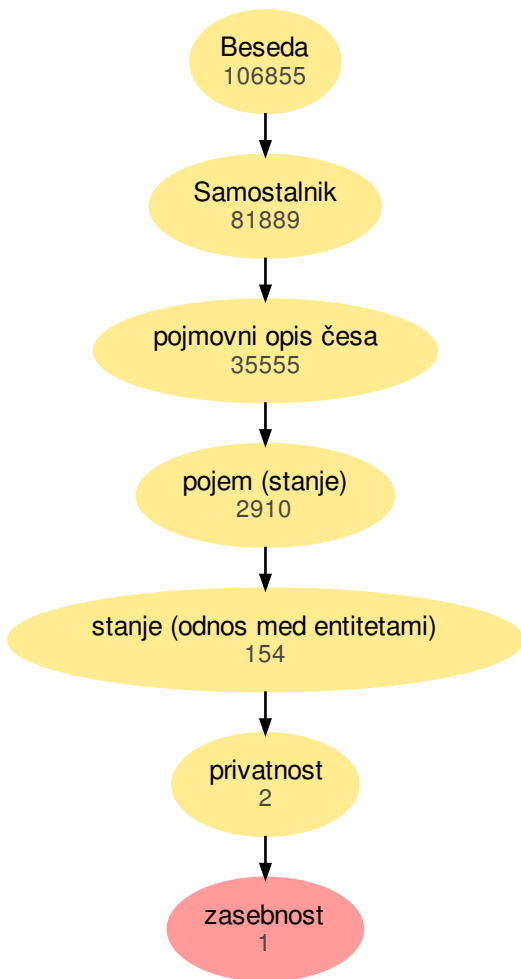 Beseda
106855
Samostalnik
81889
pojmovni opis česa
35555
pojem (stanje)
2910
stanje (odnos med entitetami)
154
privatnost
2
zasebnost
1